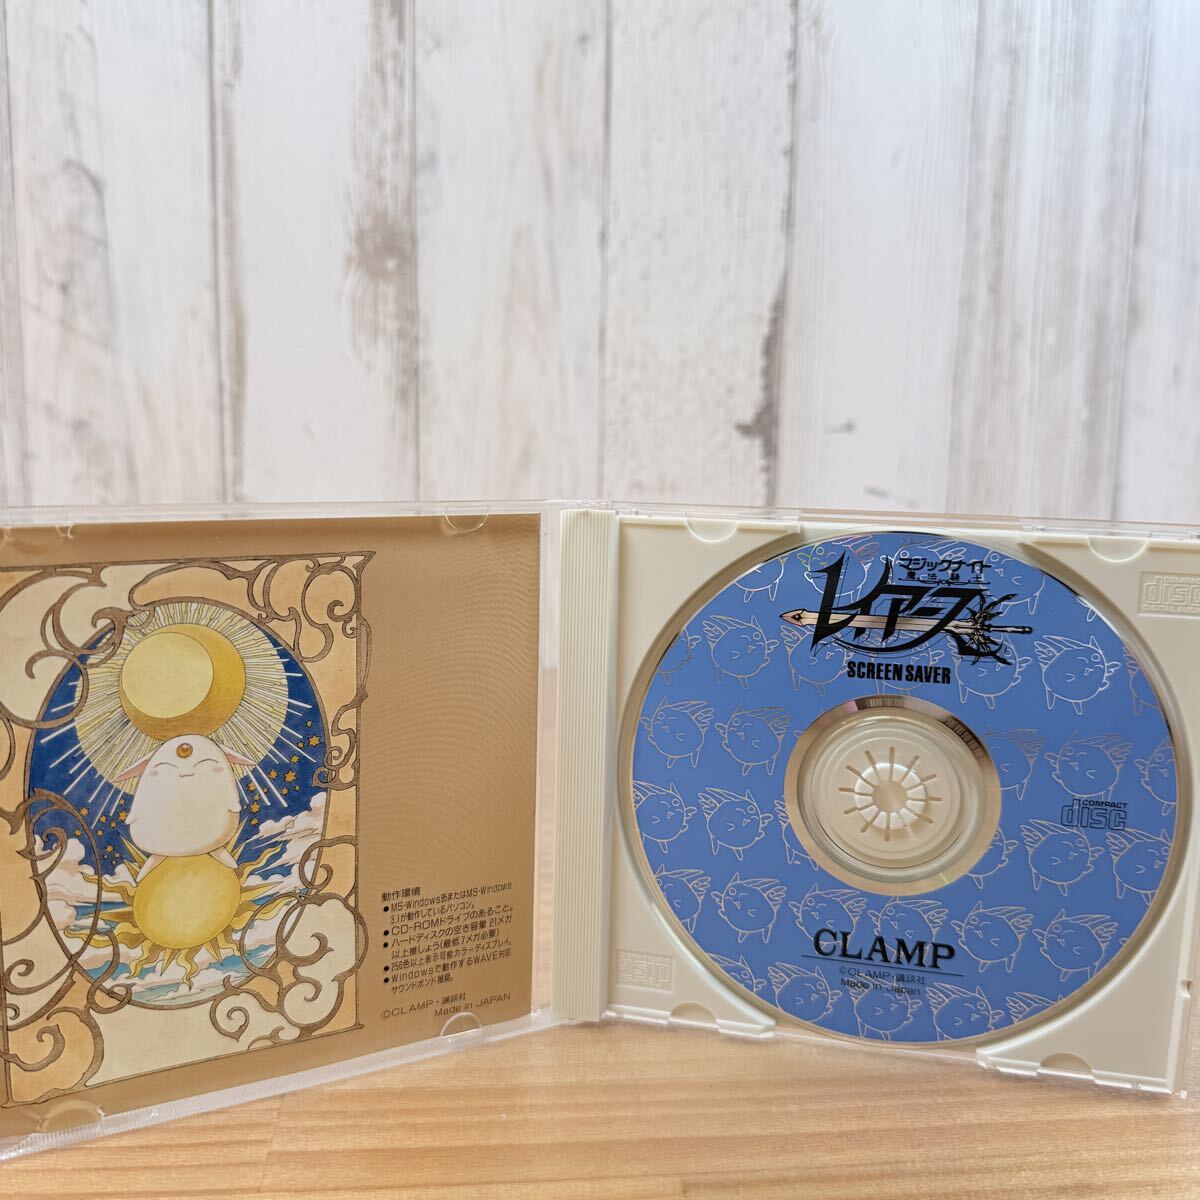 動作環境
●MS-Windows95またはMS-Windows
3.1が動作しているパソコン。
●CD-ROMドライブのあること。
●ハードディスクの空き容量 21メガ
以上推しょう(最低7メガ必要)
●256色以上表示可能カラーディスプレイ。
●Windowsで動作するWAVE対応
サウンドボード推奨。
©CLAMP・講談社
Made in JAPAN
マジックナイト
魔法騎士
レイアース
SCREEN SAVER
COMPACT
disc
CLAMP
©CLAMP・講談社
Made in Japan
COMPACT
disc
DIGITAL AUDIO